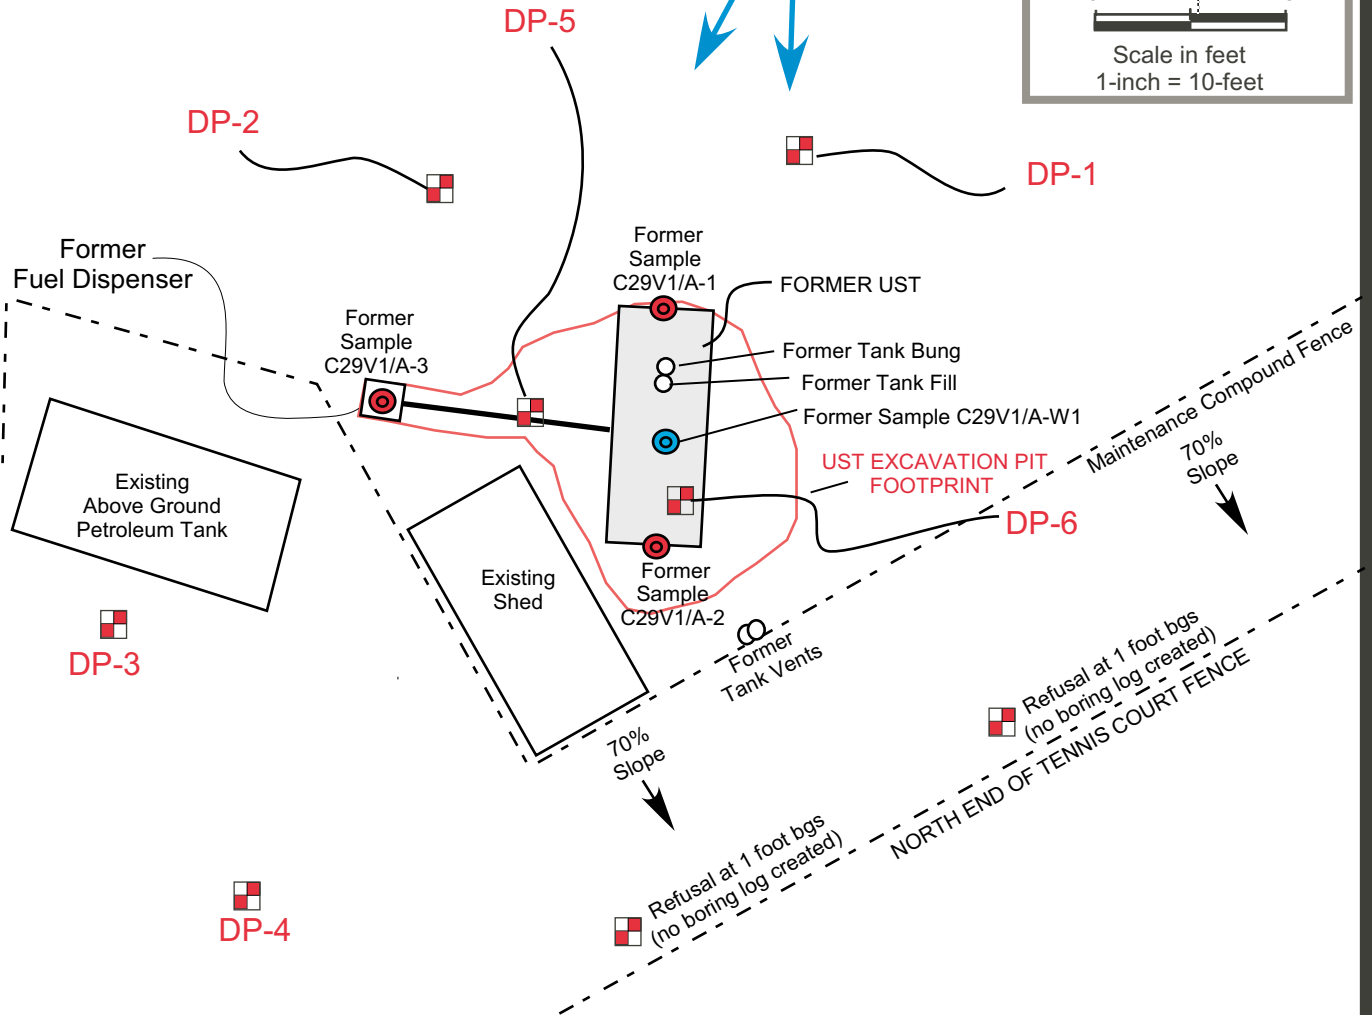 DP-5
Scale in feet
1-inch = 10-feet
DP-2
DP-1
Former
Fuel Dispenser
Former
Sample
C29V1/A-1
FORMER UST
Former
Sample
C29V1/A-3
Former Tank Bung
Former Tank Fill
Former Sample C29V1/A-W1
Maintenance Compound Fence
70%
Slope
UST EXCAVATION PIT
FOOTPRINT
DP-6
Existing
Above Ground
Petroleum Tank
Existing
Shed
Former
Sample
C29V1/A-2
Former
Tank Vents
DP-3
Refusal at 1 foot bgs
(no boring log created)
NORTH END OF TENNIS COURT FENCE
70%
Slope
Refusal at 1 foot bgs
(no boring log created)
DP-4